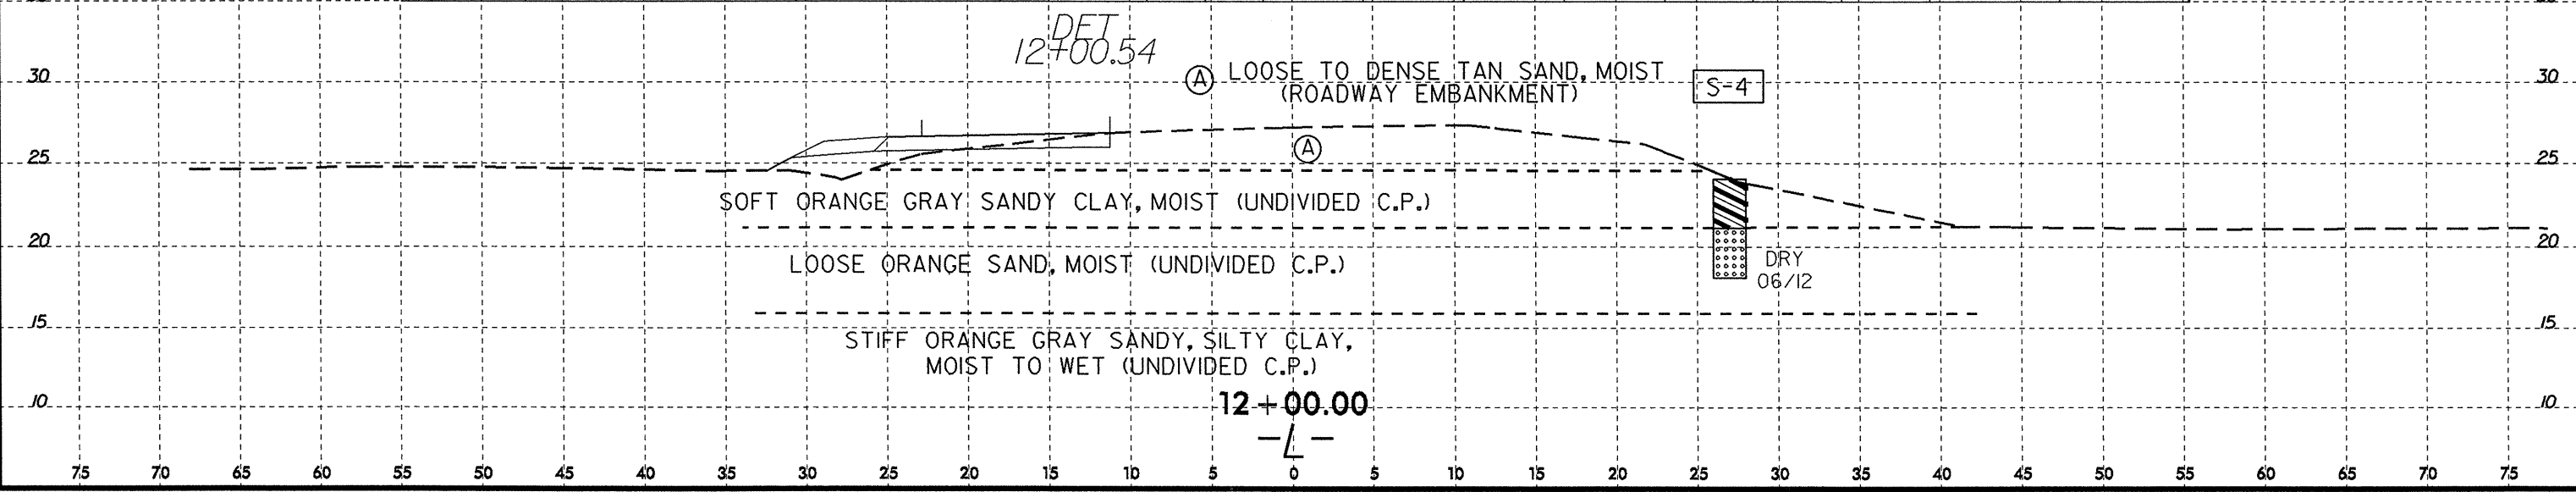 DET
12+00.54
30
Ⓐ LOOSE TO DENSE TAN SAND, MOIST
(ROADWAY EMBANKMENT)
S-4
30
25
Ⓐ
25
SOFT ORANGE GRAY SANDY CLAY, MOIST (UNDIVIDED C.P.)
20
20
LOOSE ORANGE SAND, MOIST (UNDIVIDED C.P.)
DRY
06/12
15
15
STIFF ORANGE GRAY SANDY, SILTY CLAY,
MOIST TO WET (UNDIVIDED C.P.)
10
12+00.00
10
-L-
75 70 65 60 55 50 45 40 35 30 25 20 15 10 5 0 5 10 15 20 25 30 35 40 45 50 55 60 65 70 75